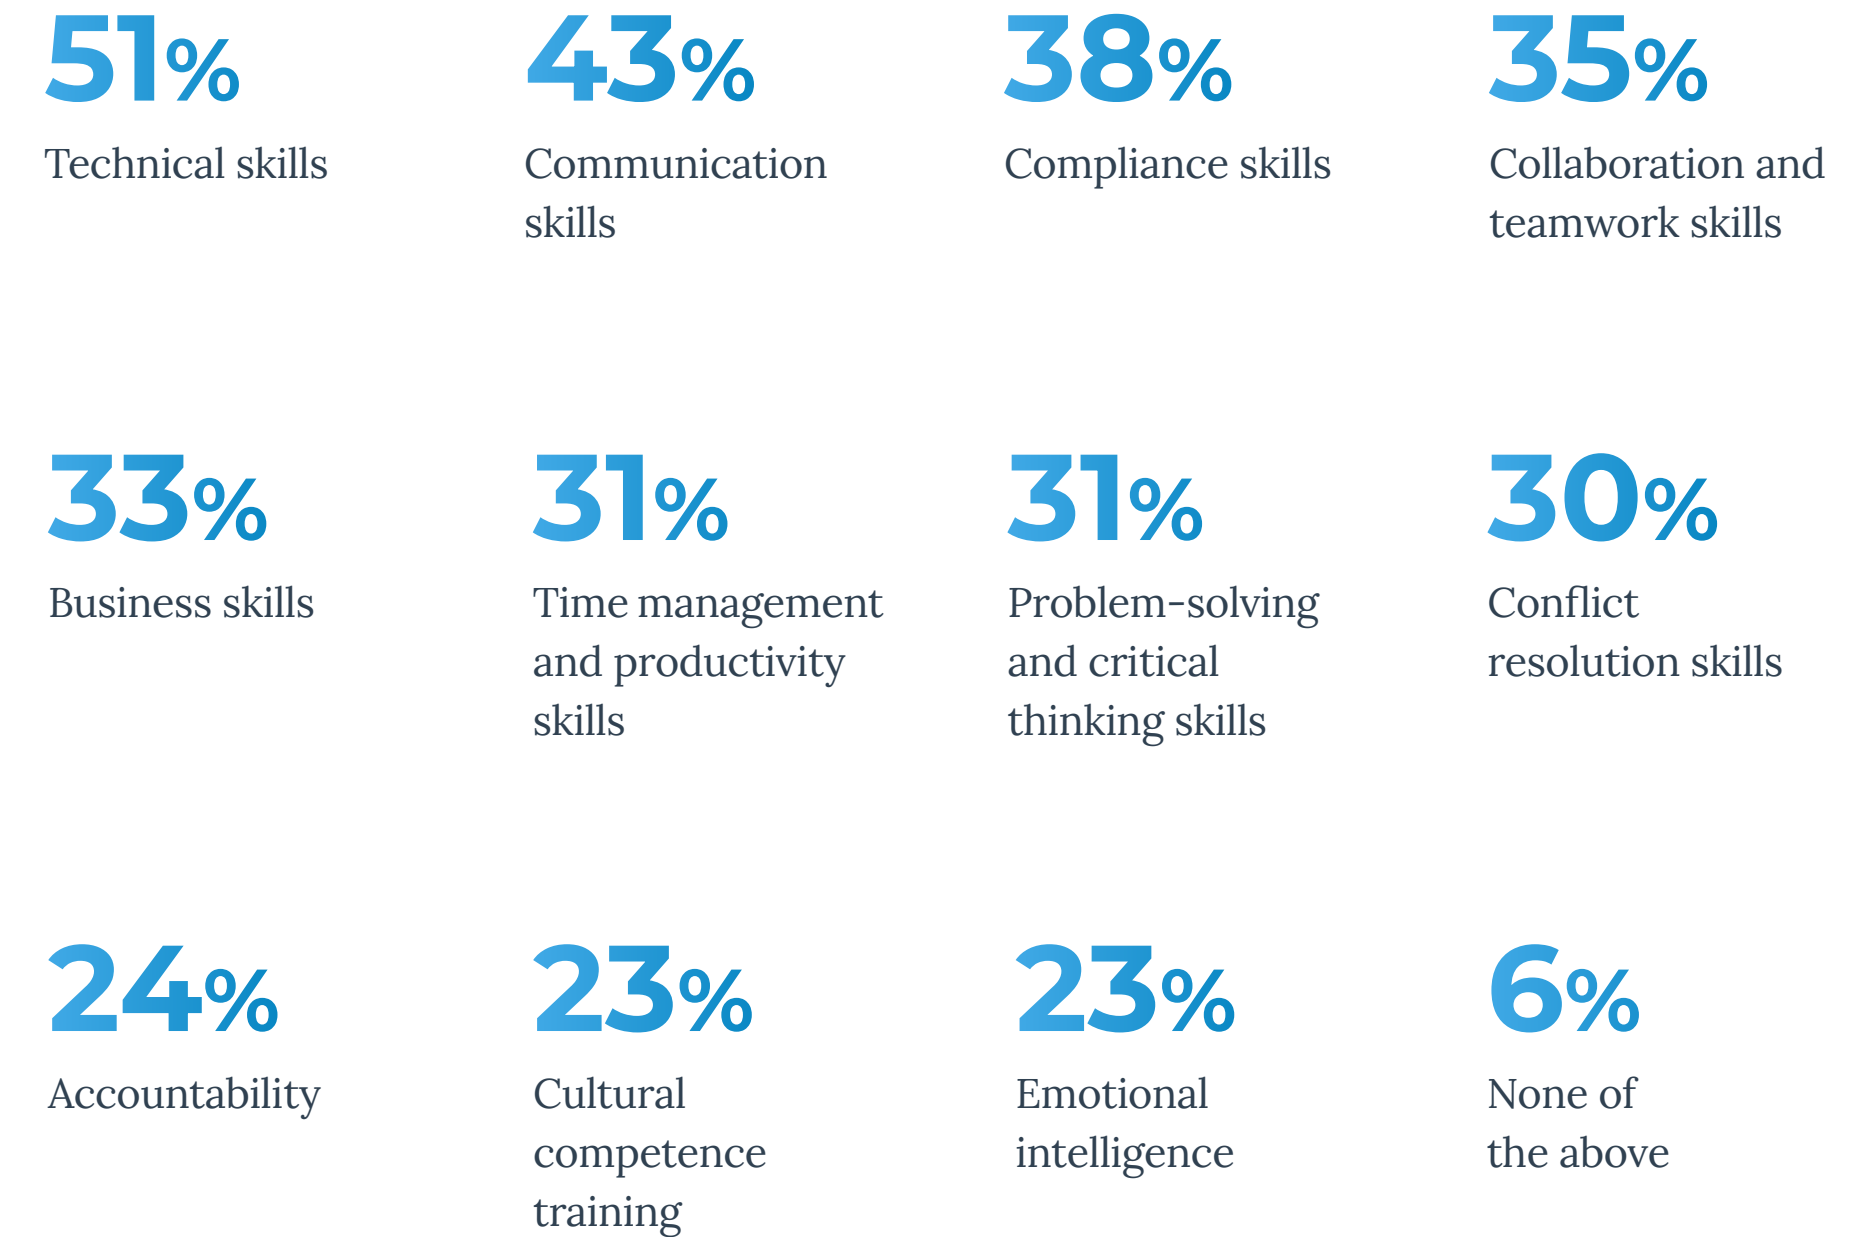 51%
Technical skills
43%
Communication
skills
38%
Compliance skills
35%
Collaboration and
teamwork skills
33%
Business skills
31%
Time management
and productivity
skills
31%
Problem-solving
and critical
thinking skills
30%
Conflict
resolution skills
24%
Accountability
23%
Cultural
competence
training
23%
Emotional
intelligence
6%
None of
the above